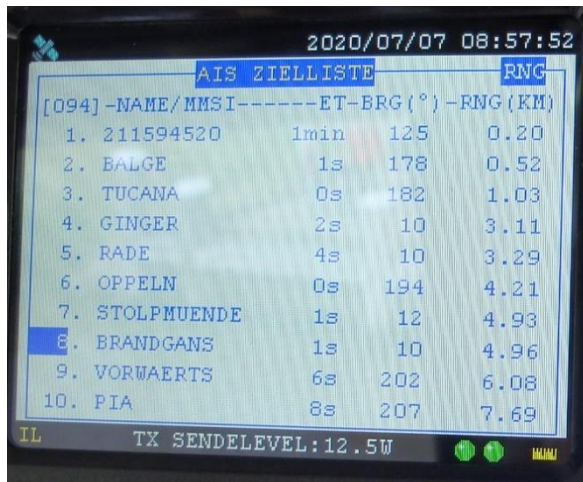 2020/07/07 08:57:52
AIS ZIELLISTE RNG
[094]-NAME/MMSI------ET-BRG(°)-RNG(KM)
1. 211594520 1min 125 0.20
2. BALGE 1s 178 0.52
3. TUCANA 0s 182 1.03
4. GINGER 2s 10 3.11
5. RADE 4s 10 3.29
6. OPPELN 0s 194 4.21
7. STOLPMUENDE 1s 12 4.93
8. BRANDGANS 1s 10 4.96
9. VORWAERTS 6s 202 6.08
10. PIA 8s 207 7.69
IL TX SENDELEVEL:12.5W